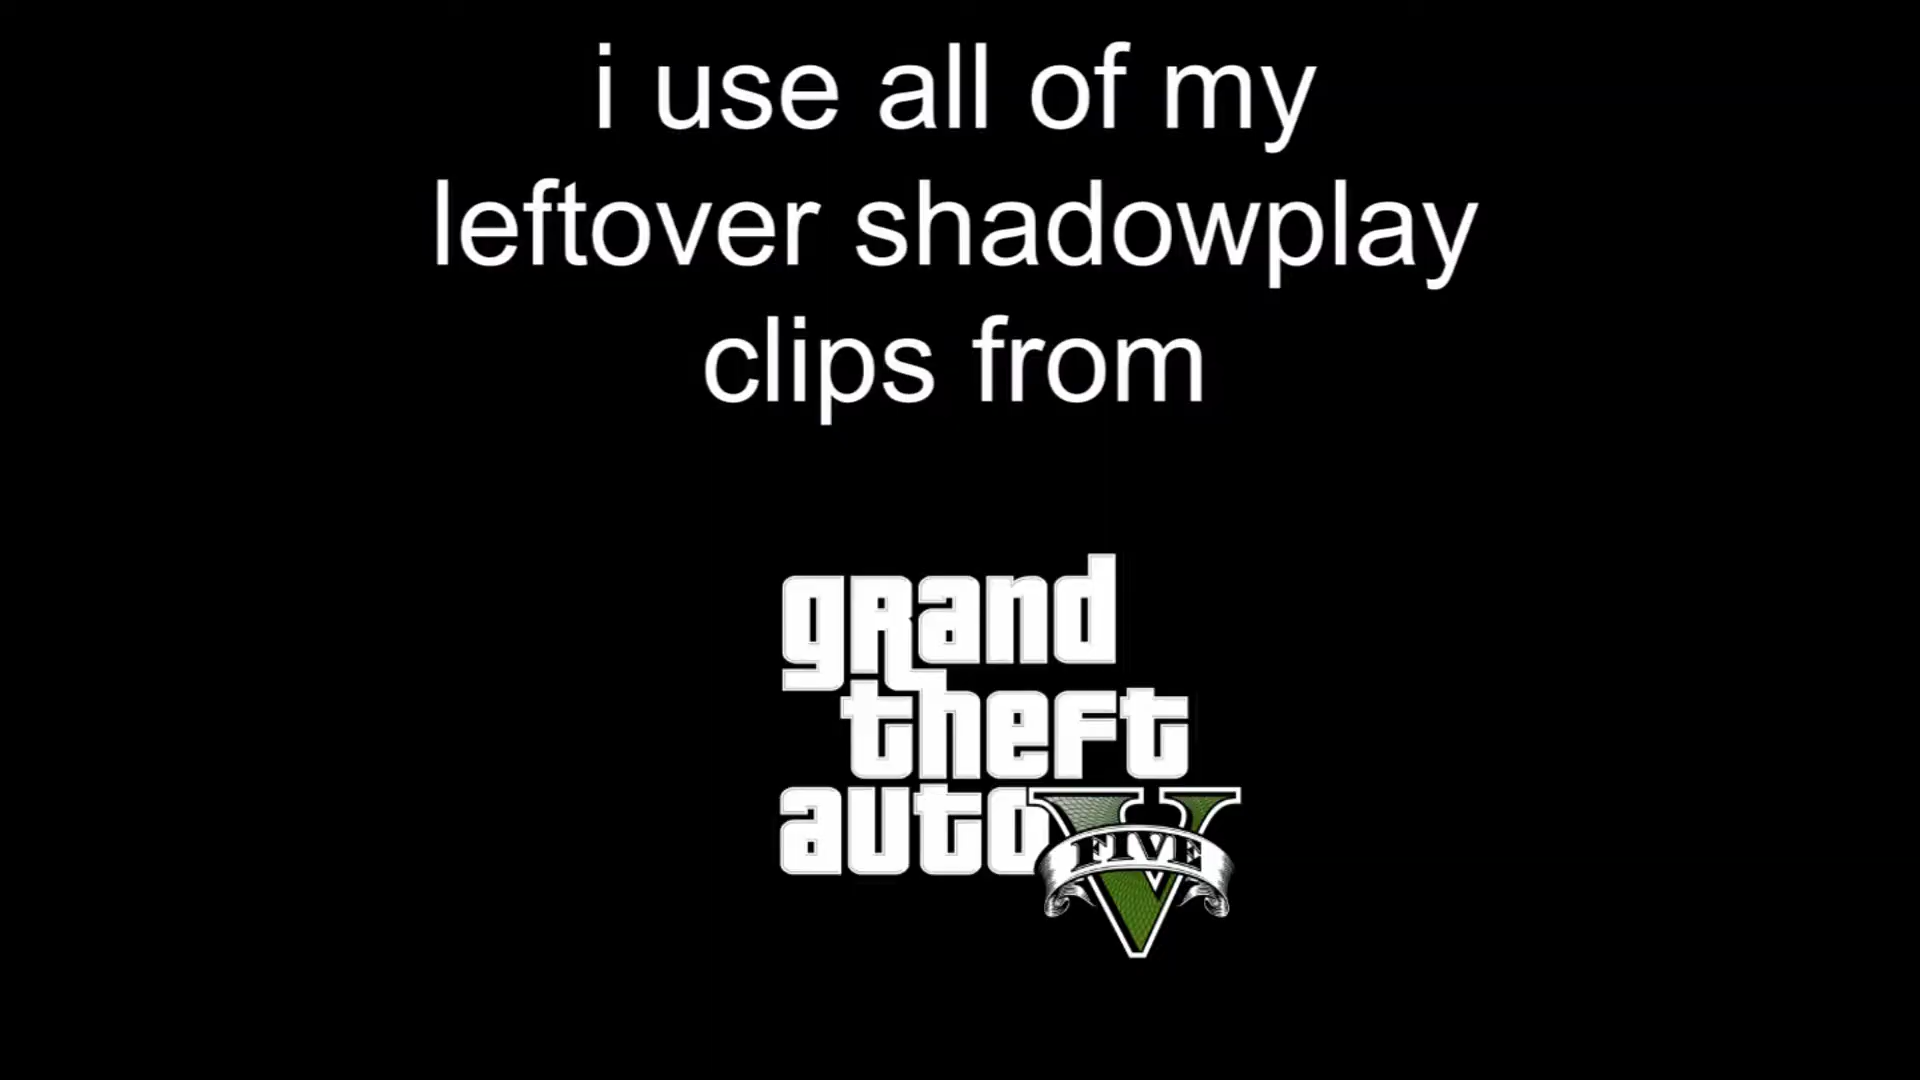 i use all of my
leftover shadowplay
clips from
grand
theft
auto V
FIVE